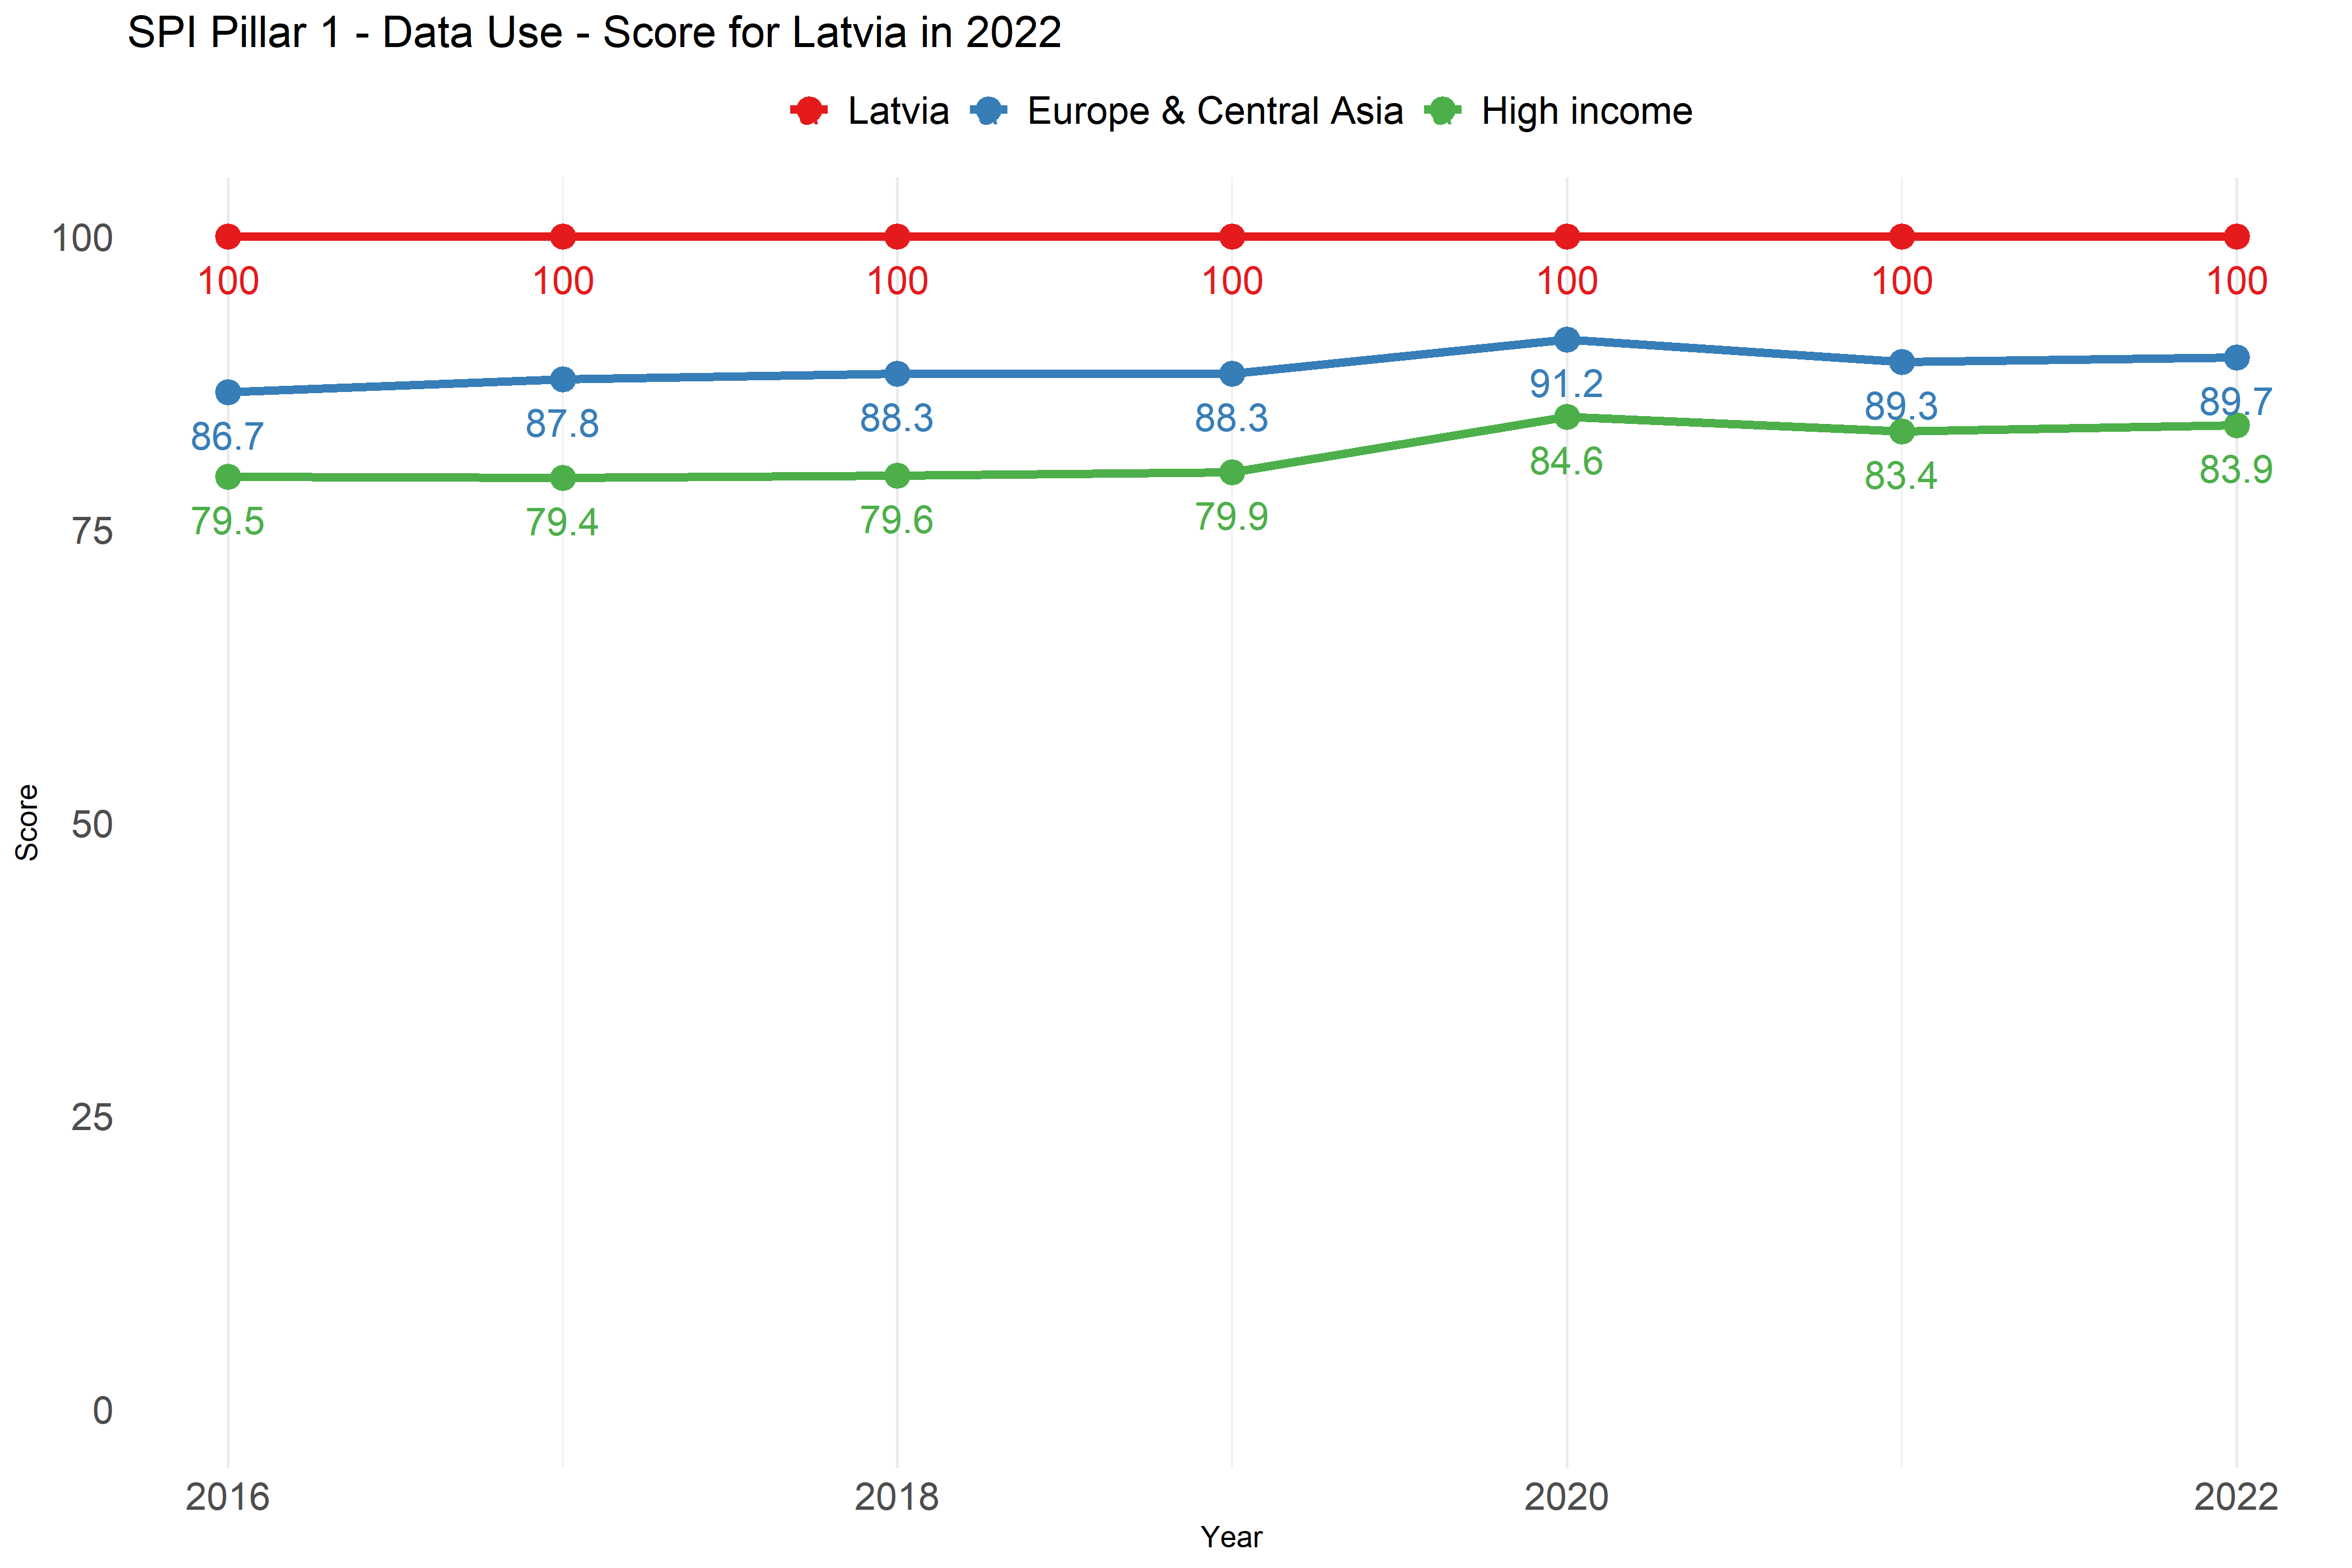 SPI Pillar 1 - Data Use - Score for Latvia in 2022
Latvia Europe & Central Asia High income
100
100 100 100 100 100 100 100
91.2
86.7 87.8 88.3 88.3 89.3 89.7
84.6 83.4 83.9
79.5 79.4 79.6 79.9
75
50
Score
25
0
2016 2018 2020 2022
Year